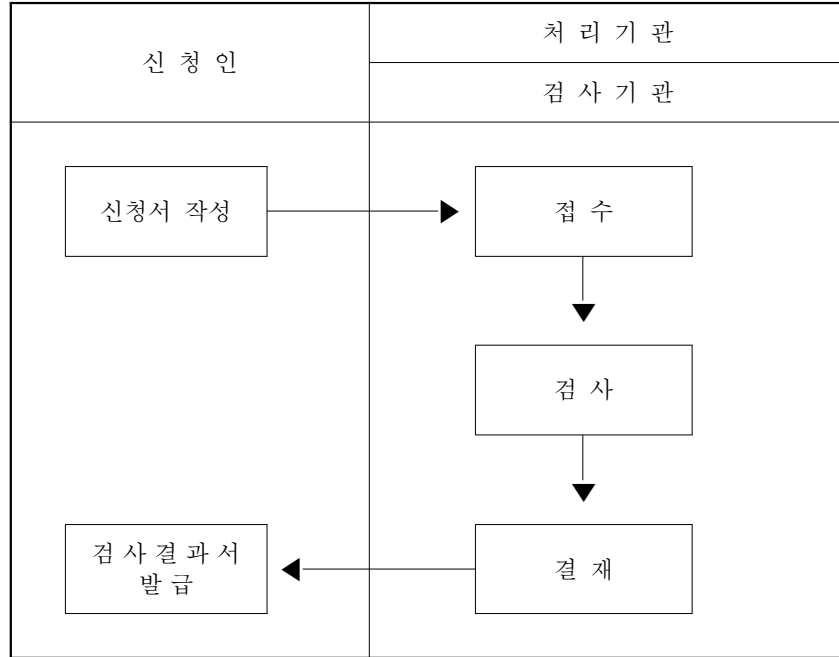 신 청 인
처 리 기 관
검 사 기 관
신청서 작성
접 수
검 사
결 재
검 사 결 과 서
발 급